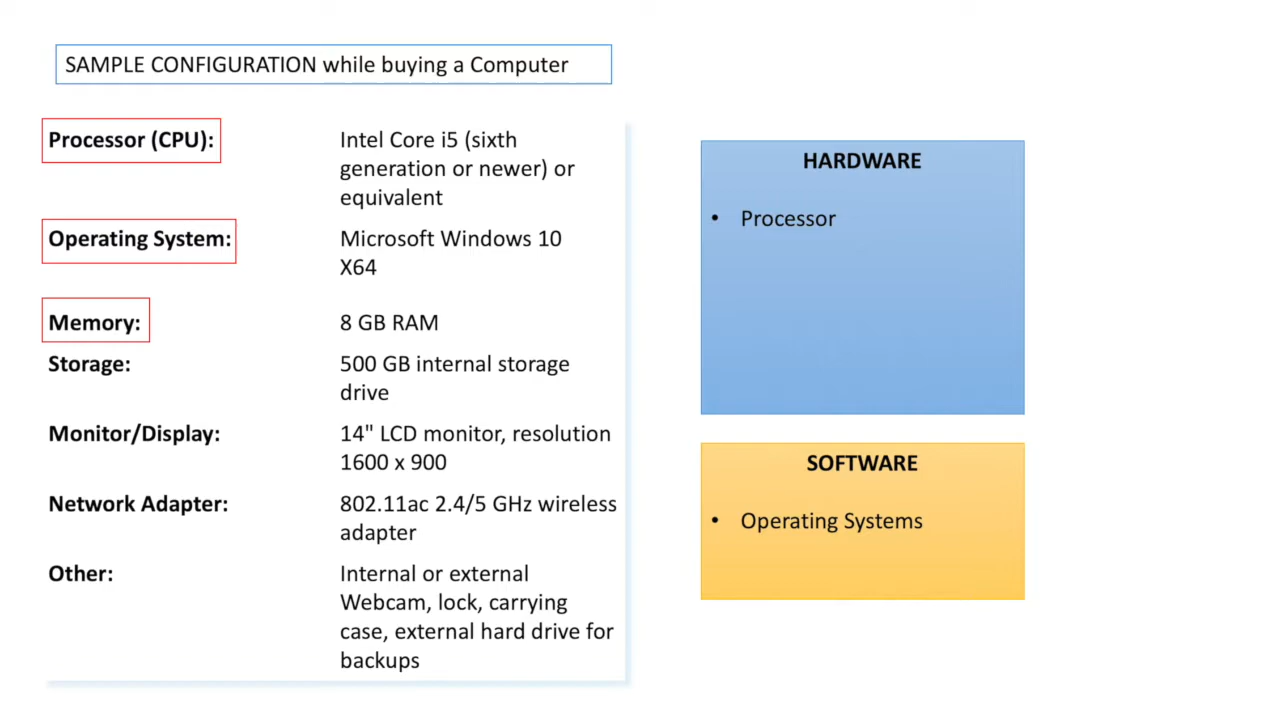 SAMPLE CONFIGURATION while buying a Computer
Processor (CPU):
Intel Core i5 (sixth
generation or newer) or
equivalent
Operating System:
Microsoft Windows 10
X64
Memory:
8 GB RAM
Storage:
500 GB internal storage
drive
Monitor/Display:
14" LCD monitor, resolution
1600 x 900
Network Adapter:
802.11ac 2.4/5 GHz wireless
adapter
Other:
Internal or external
Webcam, lock, carrying
case, external hard drive for
backups
HARDWARE
• Processor
SOFTWARE
• Operating Systems